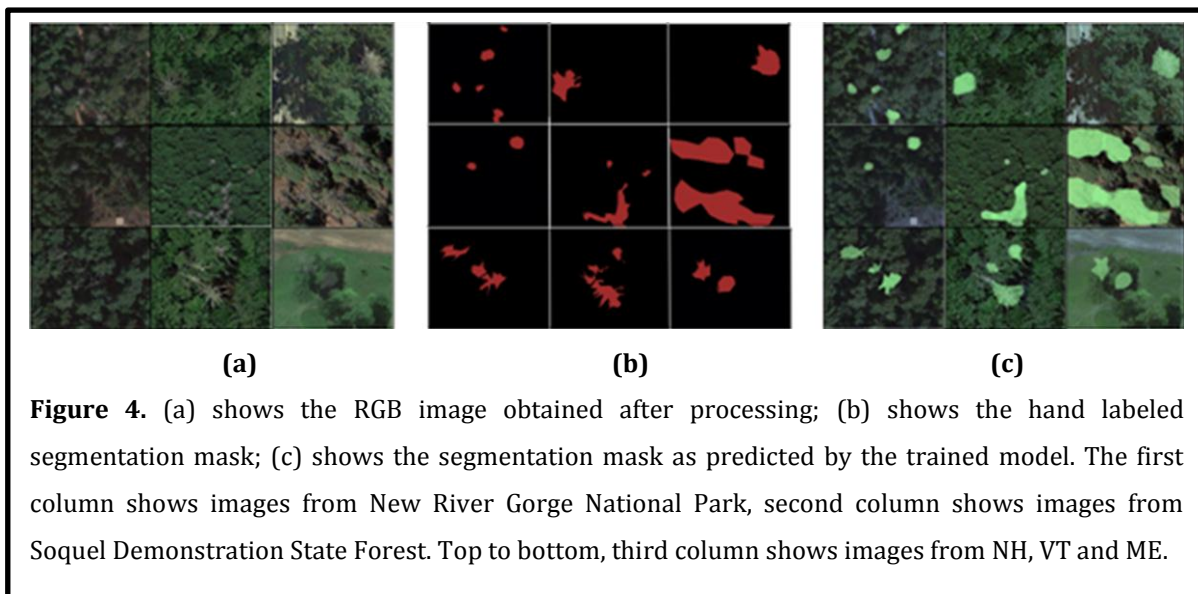 (a) (b) (c)
Figure 4. (a) shows the RGB image obtained after processing; (b) shows the hand labeled
segmentation mask; (c) shows the segmentation mask as predicted by the trained model. The first
column shows images from New River Gorge National Park, second column shows images from
Soquel Demonstration State Forest. Top to bottom, third column shows images from NH, VT and ME.